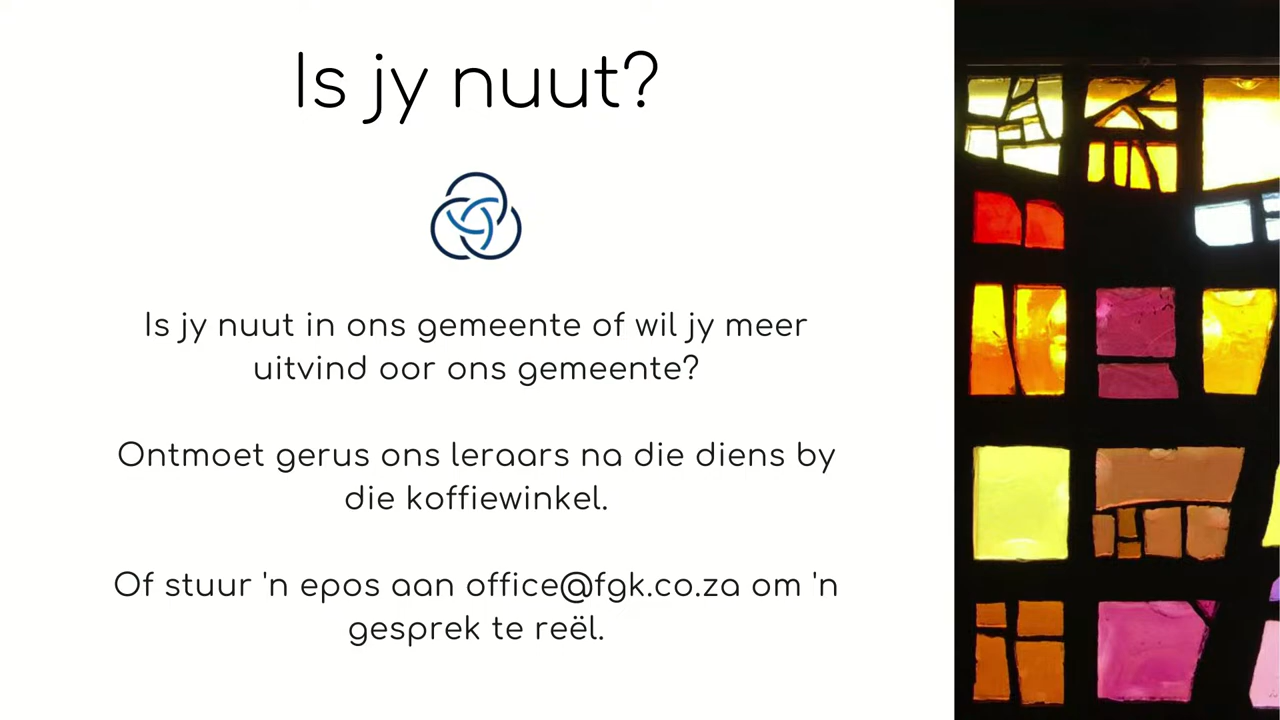 Is jy nuut?
Is jy nuut in ons gemeente of wil jy meer
uitvind oor ons gemeente?
Ontmoet gerus ons leraars na die diens by
die koffiewinkel.
Of stuur 'n epos aan office@fgk.co.za om 'n
gesprek te reël.